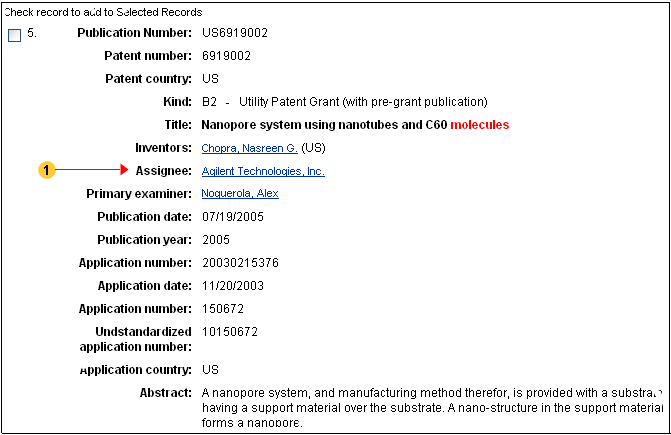 Check record to add to Selected Records
5. Publication Number: US6919002
Patent number: 6919002
Patent country: US
Kind: B2 - Utility Patent Grant (with pre-grant publication)
Title: Nanopore system using nanotubes and C60 molecules
Inventors: Chopra, Nasreen G. (US)
1 Assignee: Agilent Technologies, Inc.
Primary examiner: Noguerola, Alex
Publication date: 07/19/2005
Publication year: 2005
Application number: 20030215376
Application date: 11/20/2003
Application number: 150672
Undstandardized 10150672
application number:
Application country: US
Abstract: A nanopore system, and manufacturing method therefor, is provided with a substrate
having a support material over the substrate. A nano-structure in the support material
forms a nanopore.